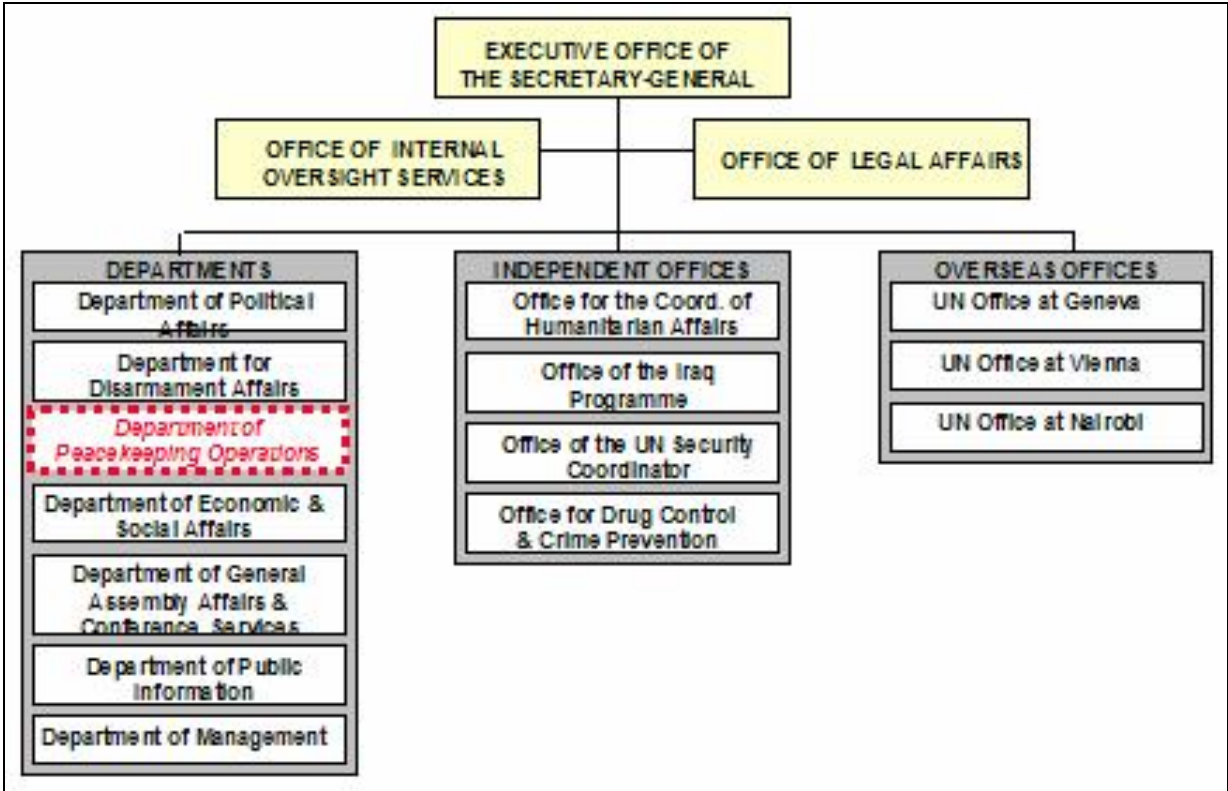 EXECUTIVE OFFICE OF
THE SECRETARY-GENERAL
OFFICE OF INTERNAL
OVERSIGHT SERVICES
OFFICE OF LEGAL AFFAIRS
DEPARTMENTS
Department of Political
Affairs
Department for
Disarmament Affairs
Department of
Peacekeeping Operations
Department of Economic &
Social Affairs
Department of General
Assembly Affairs &
Conference Services
Department of Public
Information
Department of Management
INDEPENDENT OFFICES
Office for the Coord. of
Humanitarian Affairs
Office of the Iraq
Programme
Office of the UN Security
Coordinator
Office for Drug Control
& Crime Prevention
OVERSEAS OFFICES
UN Office at Geneva
UN Office at Vienna
UN Office at Nairobi